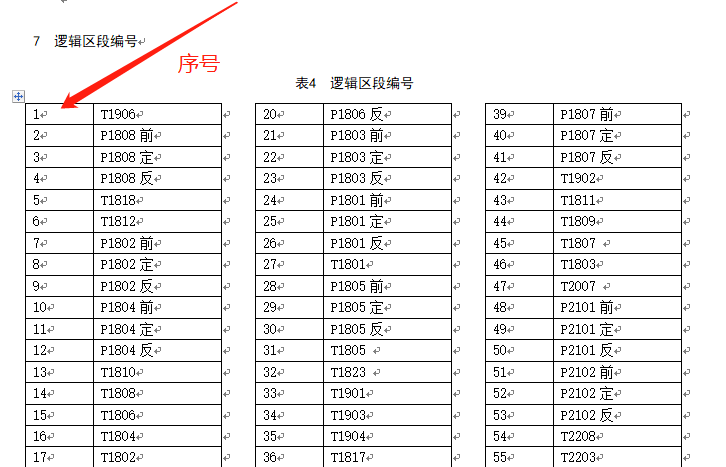 7 逻辑区段编号
序号
表4 逻辑区段编号
1 T1906 20 P1806 反 39 P1807 前
2 P1808 前 21 P1803 前 40 P1807 定
3 P1808 定 22 P1803 定 41 P1807 反
4 P1808 反 23 P1803 反 42 T1902
5 T1818 24 P1801 前 43 T1811
6 T1812 25 P1801 定 44 T1809
7 P1802 前 26 P1801 反 45 T1807
8 P1802 定 27 T1801 46 T1803
9 P1802 反 28 P1805 前 47 T2007
10 P1804 前 29 P1805 定 48 P2101 前
11 P1804 定 30 P1805 反 49 P2101 定
12 P1804 反 31 T1805 50 P2101 反
13 T1810 32 T1823 51 P2102 前
14 T1808 33 T1901 52 P2102 定
15 T1806 34 T1903 53 P2102 反
16 T1804 35 T1904 54 T2208
17 T1802 36 T1817 55 T2203